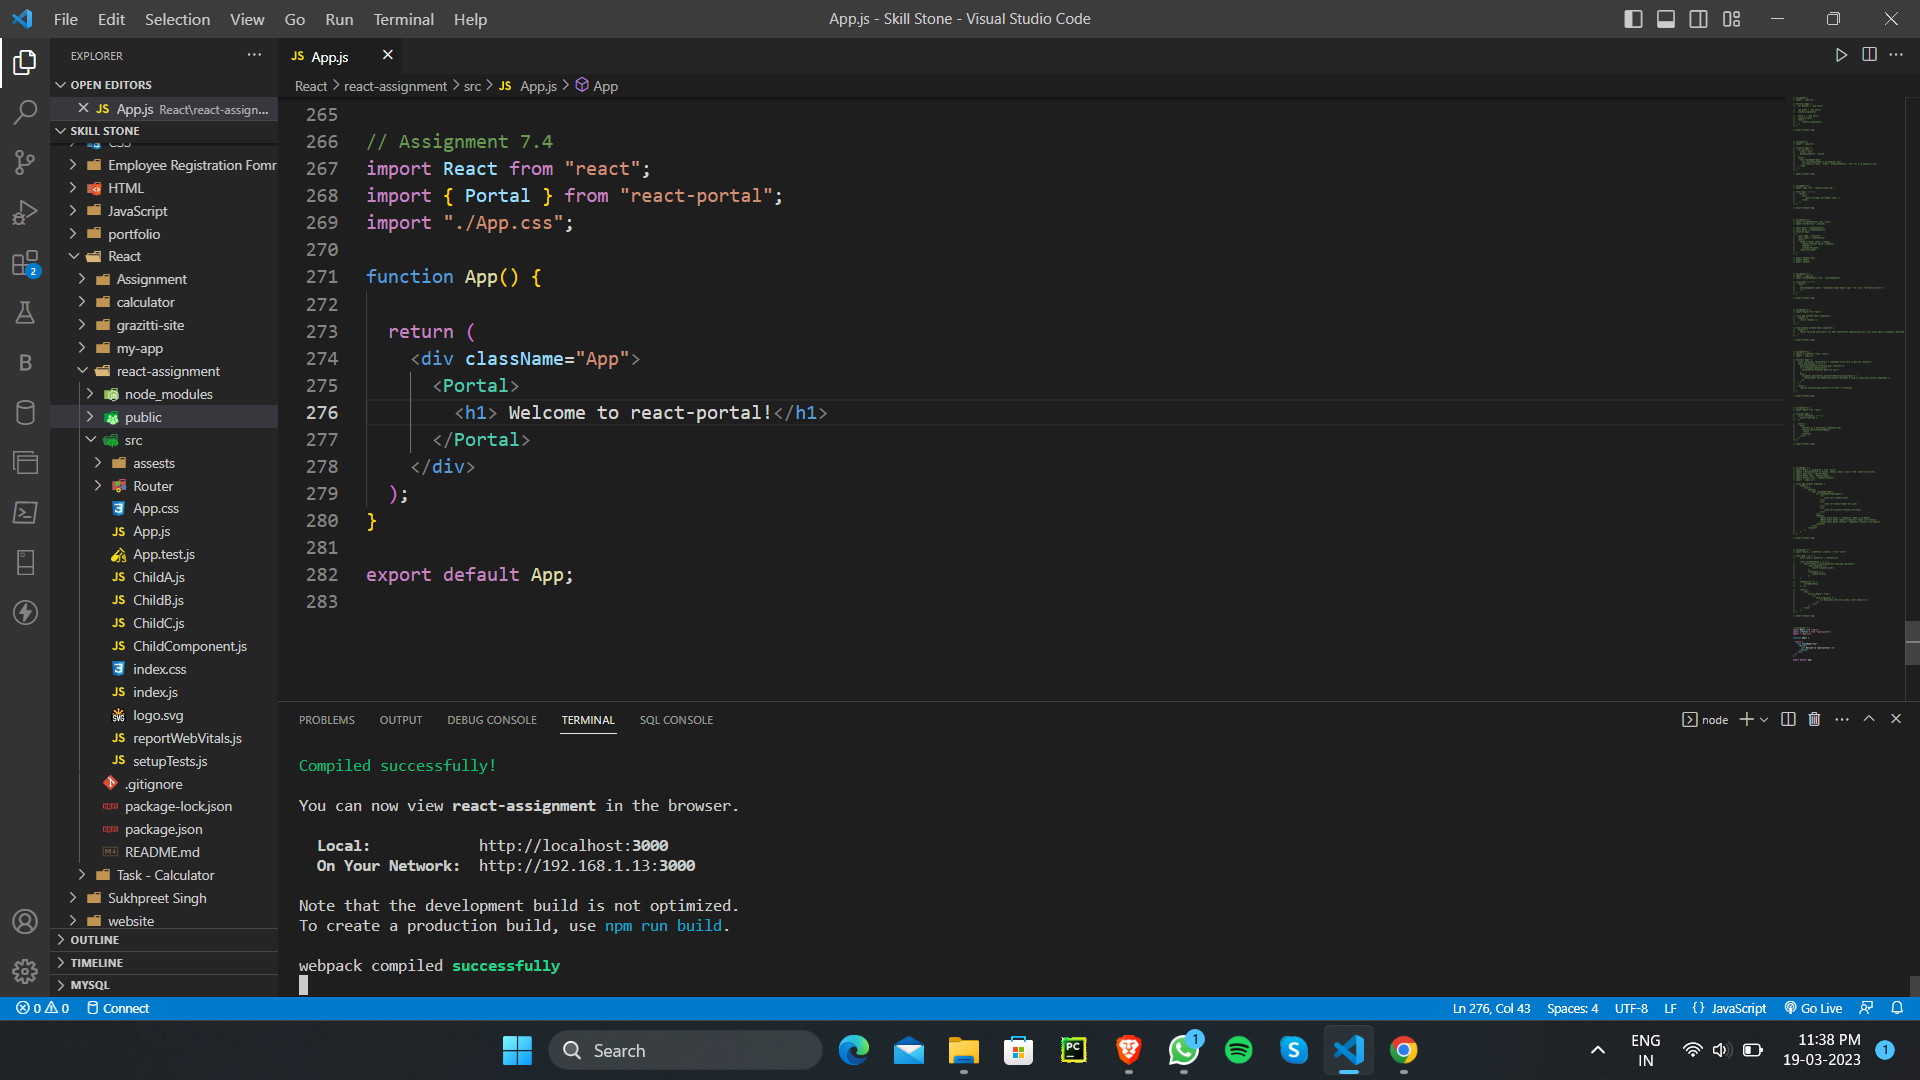 File Edit Selection View Go Run Terminal Help
App.js - Skill Stone - Visual Studio Code
EXPLORER
OPEN EDITORS
JS App.js React\react-assign...
SKILL STONE
Employee Registration Fomr
HTML
JavaScript
portfolio
React
Assignment
calculator
grazitti-site
my-app
react-assignment
node_modules
public
src
assests
Router
App.css
JS App.js
App.test.js
JS ChildA.js
JS ChildB.js
JS ChildC.js
JS ChildComponent.js
index.css
JS index.js
logo.svg
JS reportWebVitals.js
JS setupTests.js
.gitignore
package-lock.json
package.json
README.md
Task - Calculator
Sukhpreet Singh
website
OUTLINE
TIMELINE
MYSQL
JS App.js
React > react-assignment > src > JS App.js > App
265
266 // Assignment 7.4
267 import React from "react";
268 import { Portal } from "react-portal";
269 import "./App.css";
270
271 function App() {
272
273 return (
274 <div className="App">
275 <Portal>
276 <h1> Welcome to react-portal!</h1>
277 </Portal>
278 </div>
279 );
280 }
281
282 export default App;
283
PROBLEMS OUTPUT DEBUG CONSOLE TERMINAL SQL CONSOLE
node
Compiled successfully!
You can now view react-assignment in the browser.
Local: http://localhost:3000
On Your Network: http://192.168.1.13:3000
Note that the development build is not optimized.
To create a production build, use npm run build.
webpack compiled successfully
0 0 Connect
Ln 276, Col 43 Spaces: 4 UTF-8 LF {} JavaScript Go Live
Search
ENG
IN
11:38 PM
19-03-2023
1